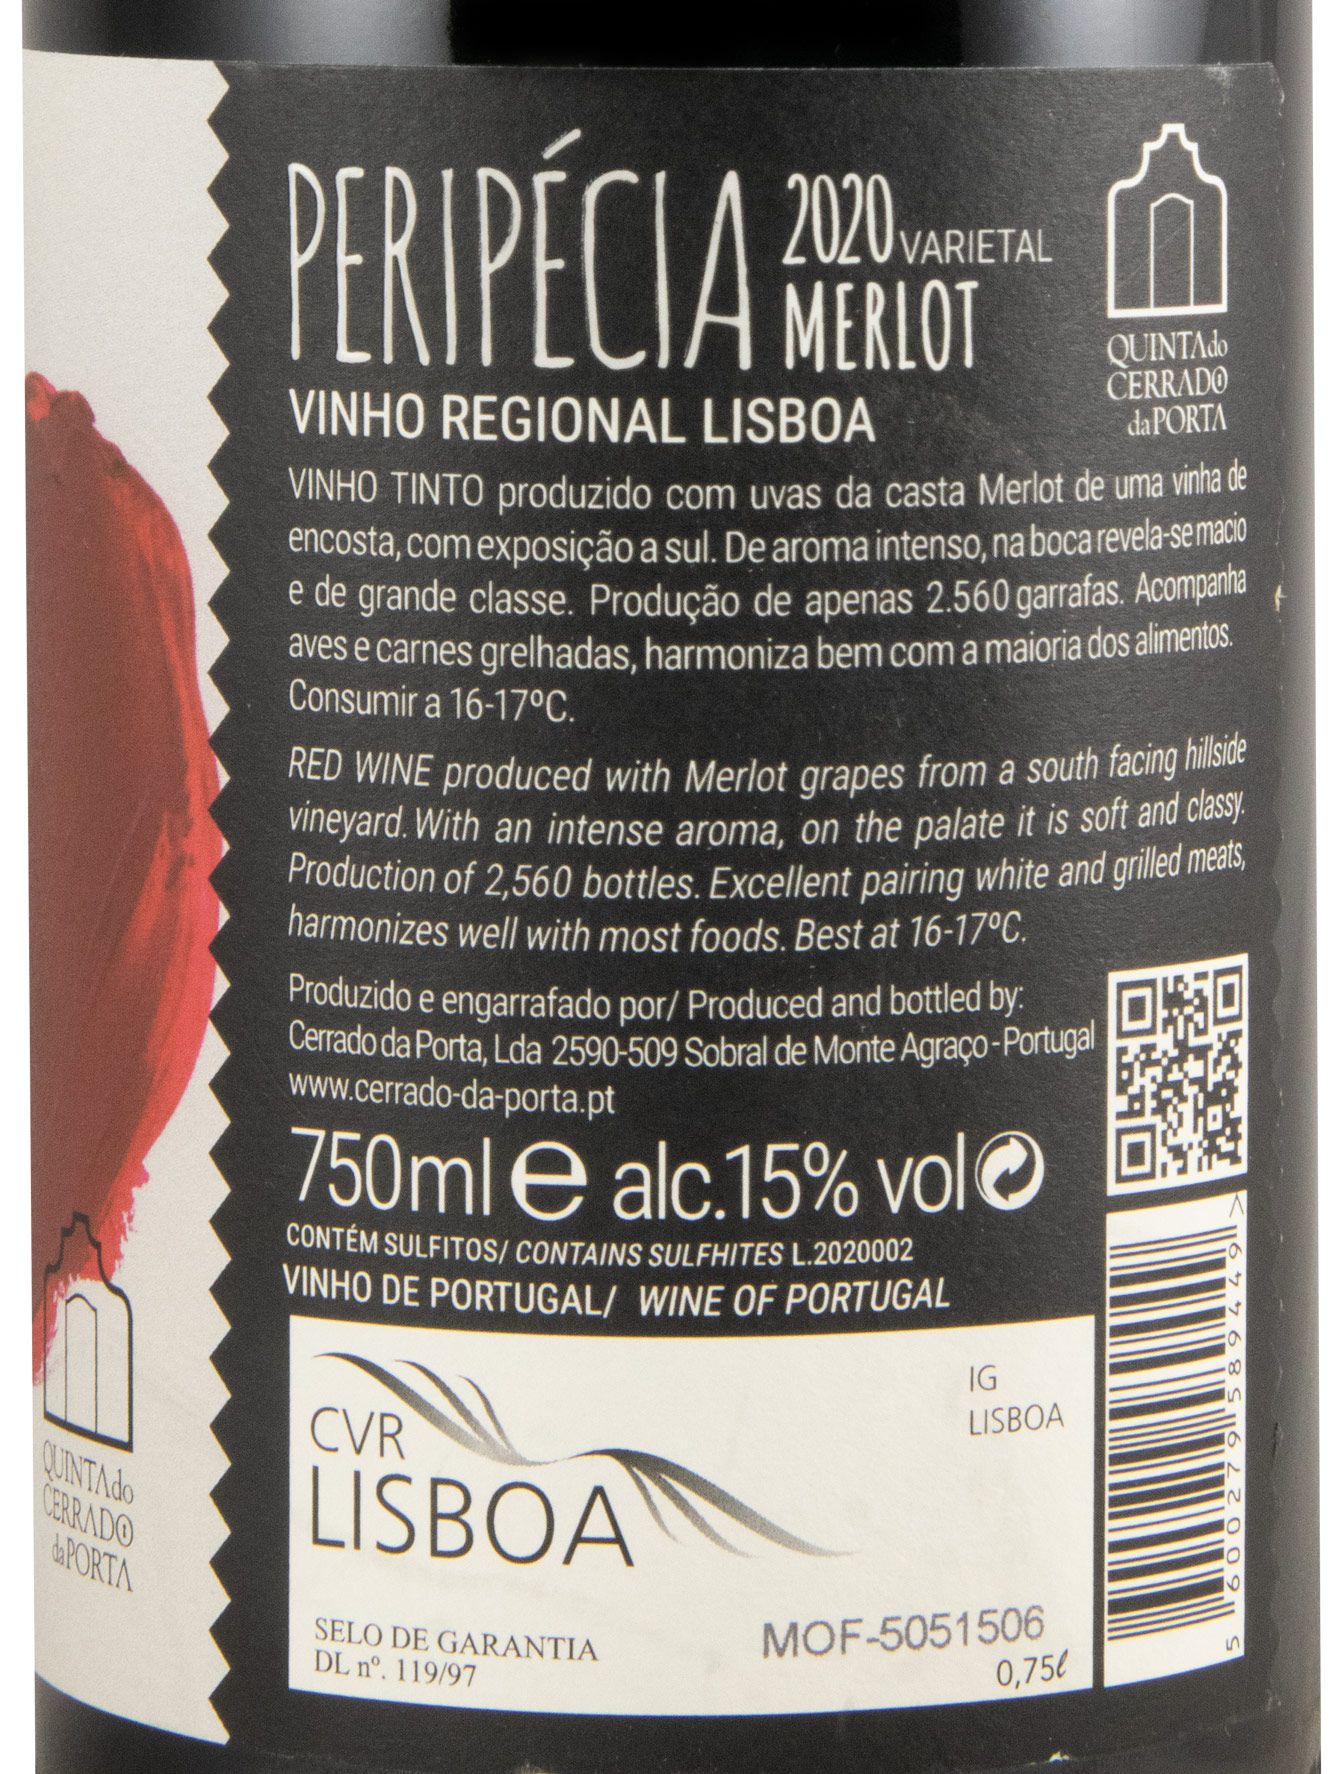 PERIPÉCIA 2020 VARIETAL
MERLOT
QUINTA do
CERRADO
da PORTA
VINHO REGIONAL LISBOA
VINHO TINTO produzido com uvas da casta Merlot de uma vinha de
encosta, com exposição a sul. De aroma intenso, na boca revela-se macio
e de grande classe. Produção de apenas 2.560 garrafas. Acompanha
aves e carnes grelhadas, harmoniza bem com a maioria dos alimentos.
Consumir a 16-17ºC.
RED WINE produced with Merlot grapes from a south facing hillside
vineyard. With an intense aroma, on the palate it is soft and classy.
Production of 2,560 bottles. Excellent pairing white and grilled meats,
harmonizes well with most foods. Best at 16-17ºC.
Produzido e engarrafado por/ Produced and bottled by:
Cerrado da Porta, Lda 2590-509 Sobral de Monte Agraço - Portugal
www.cerrado-da-porta.pt
750ml e alc.15% vol
CONTÉM SULFITOS/ CONTAINS SULFHITES L.2020002
VINHO DE PORTUGAL/ WINE OF PORTUGAL
CVR
LISBOA
IG
LISBOA
SELO DE GARANTIA
DL nº. 119/97
MOF-5051506
0,75ℓ
5 600279 589449 >
QUINTA do
CERRADO
da PORTA